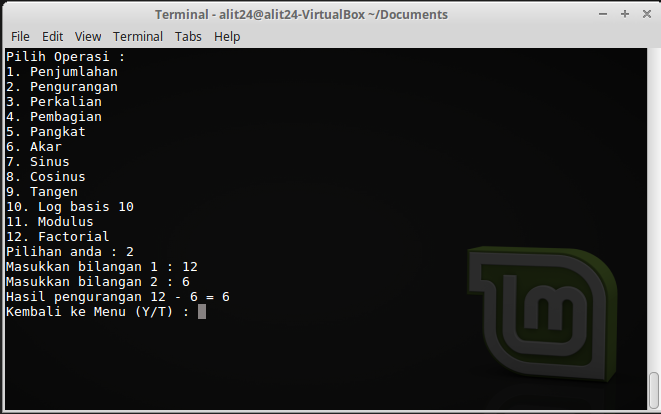 Terminal - alit24@alit24-VirtualBox ~/Documents
File Edit View Terminal Tabs Help
Pilih Operasi :
1. Penjumlahan
2. Pengurangan
3. Perkalian
4. Pembagian
5. Pangkat
6. Akar
7. Sinus
8. Cosinus
9. Tangen
10. Log basis 10
11. Modulus
12. Factorial
Pilihan anda : 2
Masukkan bilangan 1 : 12
Masukkan bilangan 2 : 6
Hasil pengurangan 12 - 6 = 6
Kembali ke Menu (Y/T) :